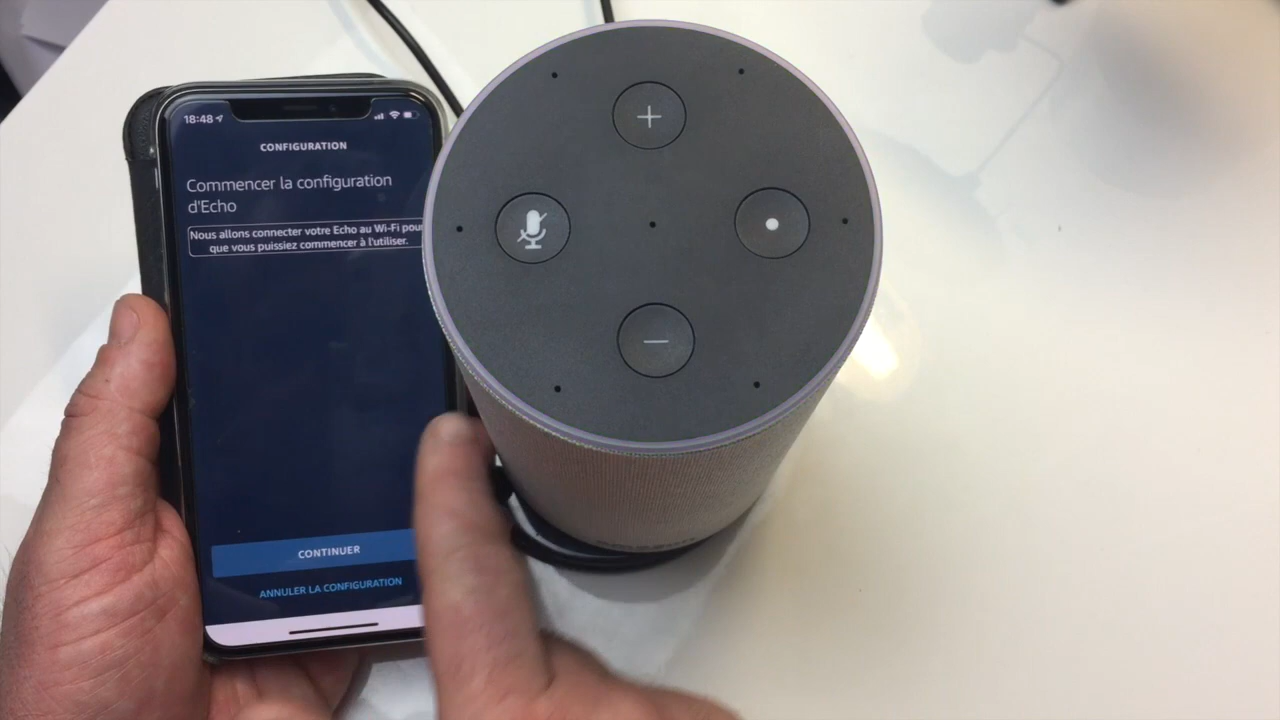 18:48
CONFIGURATION
Commencer la configuration
d'Echo
Nous allons connecter votre Echo au Wi-Fi pour
que vous puissiez commencer à l'utiliser.
CONTINUER
ANNULER LA CONFIGURATION
amazon